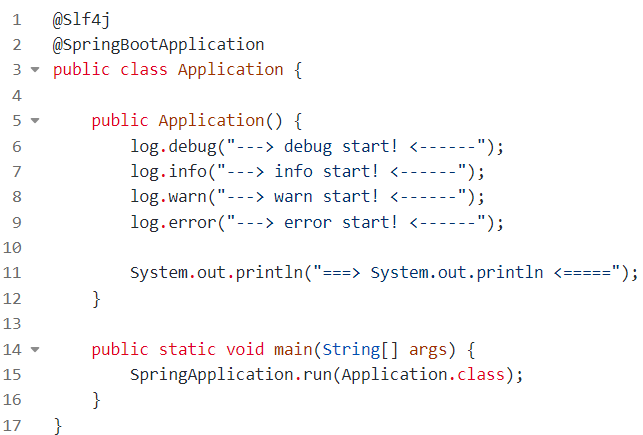 1 @Slf4j
2 @SpringBootApplication
3 public class Application {
4
5 public Application() {
6 log.debug("---> debug start! <------");
7 log.info("---> info start! <------");
8 log.warn("---> warn start! <------");
9 log.error("---> error start! <------");
10
11 System.out.println("===> System.out.println <=====");
12 }
13
14 public static void main(String[] args) {
15 SpringApplication.run(Application.class);
16 }
17 }